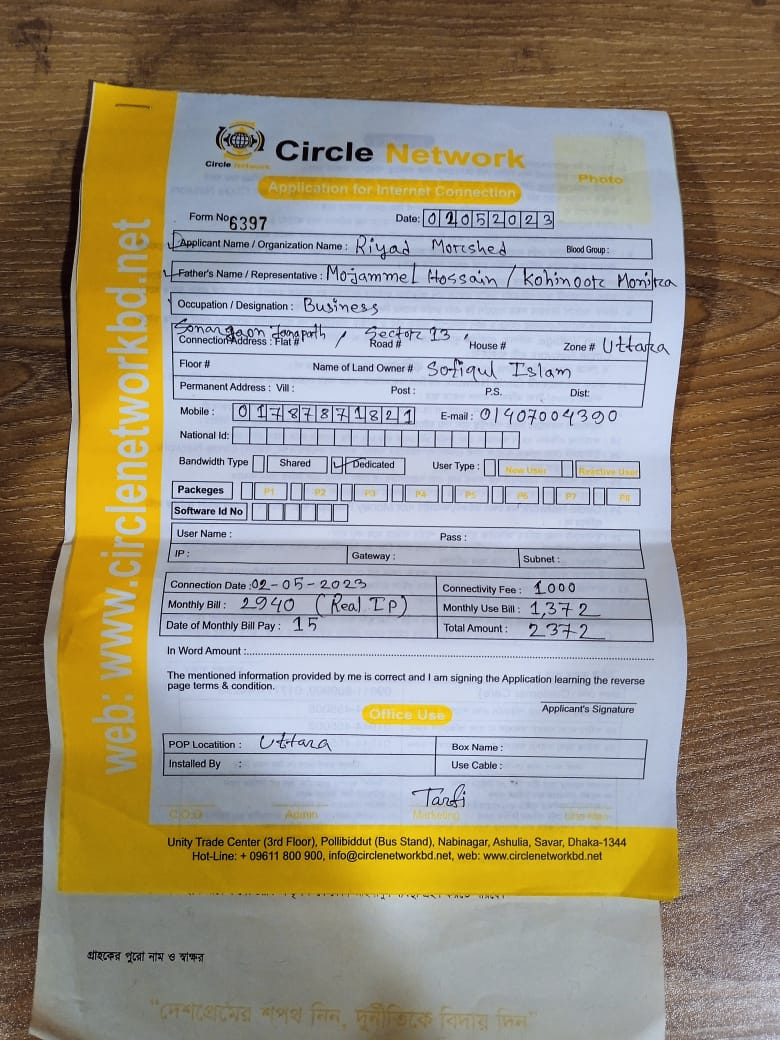 Circle Network
Circle Network
Application for Internet Connection
Photo
Form No 6397
Date: 02052023
Applicant Name / Organization Name : Riyad Morshed Blood Group :
Father's Name / Representative : Mojammel Hossain / Kohinoor Monira
Occupation / Designation : Business
Sonargaon Janapath / Sector 13
Connection Address : Flat # Road # House # Zone # Uttara
Floor # Name of Land Owner # Sofiqul Islam
Permanent Address : Vill : Post : P.S. Dist:
Mobile : 01787871821 E-mail : 01407004390
National Id:
Bandwidth Type Shared Dedicated User Type : New User Reactive User
Packeges P1 P2 P3 P4 P5 P6 P7 P8
Software Id No
User Name : Pass :
IP : Gateway : Subnet :
Connection Date : 02-05-2023 Connectivity Fee : 1000
Monthly Bill : 2940 (Real IP) Monthly Use Bill : 1,372
Date of Monthly Bill Pay : 15 Total Amount : 2372
In Word Amount :
The mentioned information provided by me is correct and I am signing the Application learning the reverse
page terms & condition.
Applicant's Signature
Office Use
POP Locatition : Uttara Box Name :
Installed By : Use Cable :
Tarfi
C.O.O Admin Marketing Line Man
Unity Trade Center (3rd Floor), Pollibiddut (Bus Stand), Nabinagar, Ashulia, Savar, Dhaka-1344
Hot-Line: + 09611 800 900, info@circlenetworkbd.net, web: www.circlenetworkbd.net
web: www.circlenetworkbd.net
গ্রাহকের পুরো নাম ও স্বাক্ষর
"দেশপ্রেমের শপথ নিন, দুর্নীতিকে বিদায় দিন"